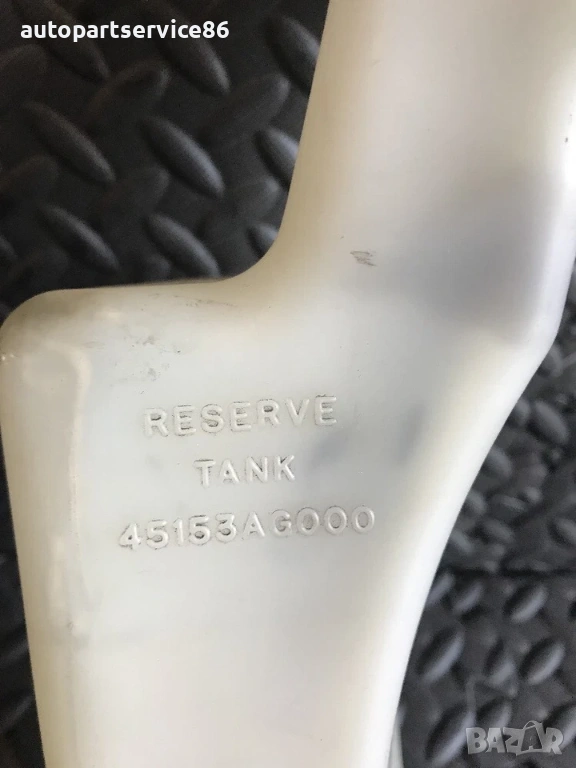 autopartservice86
RESERVE
TANK
45153AG000
BAZAR